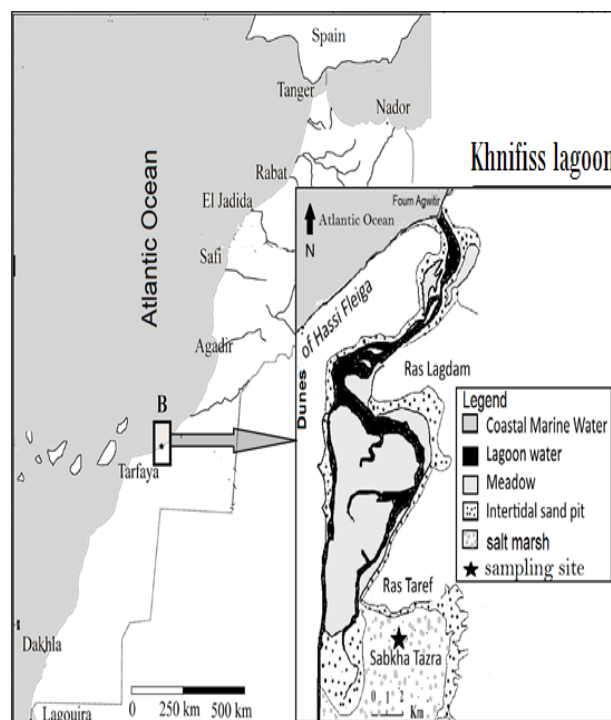 Spain
Tanger
Nador
Khnifiss lagoon
Rabat
El Jadida
Safi
Agadir
Atlantic Ocean
B
Tarfaya
Dakhla
Lagouira
0 250 km 500 km
Foum Agwitir
Atlantic Ocean
N
Dunes of Hassi Fleiga
Ras Lagdam
Legend
Coastal Marine Water
Lagoon water
Meadow
Intertidal sand pit
salt marsh
sampling site
Ras Taref
Sabkha Tazra
0 1 2
Km